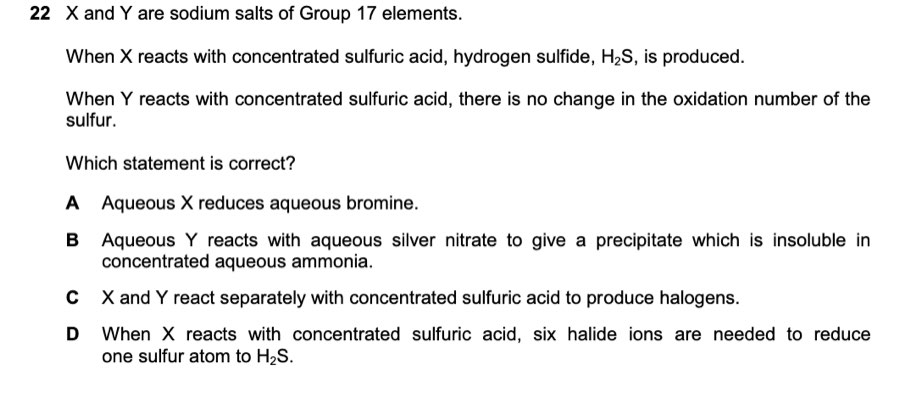 22 X and Y are sodium salts of Group 17 elements.
When X reacts with concentrated sulfuric acid, hydrogen sulfide, H₂S, is produced.
When Y reacts with concentrated sulfuric acid, there is no change in the oxidation number of the
sulfur.
Which statement is correct?
A Aqueous X reduces aqueous bromine.
B Aqueous Y reacts with aqueous silver nitrate to give a precipitate which is insoluble in
concentrated aqueous ammonia.
C X and Y react separately with concentrated sulfuric acid to produce halogens.
D When X reacts with concentrated sulfuric acid, six halide ions are needed to reduce
one sulfur atom to H₂S.